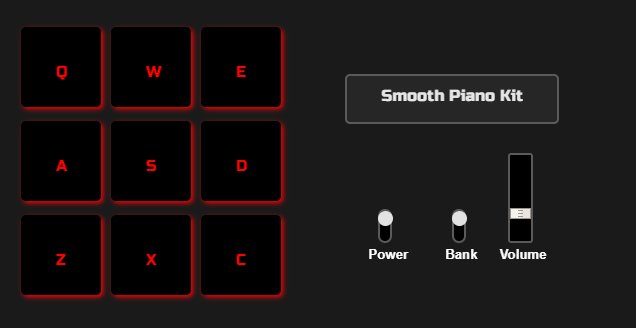 Q W E
A S D
Z X C
Smooth Piano Kit
Power Bank Volume